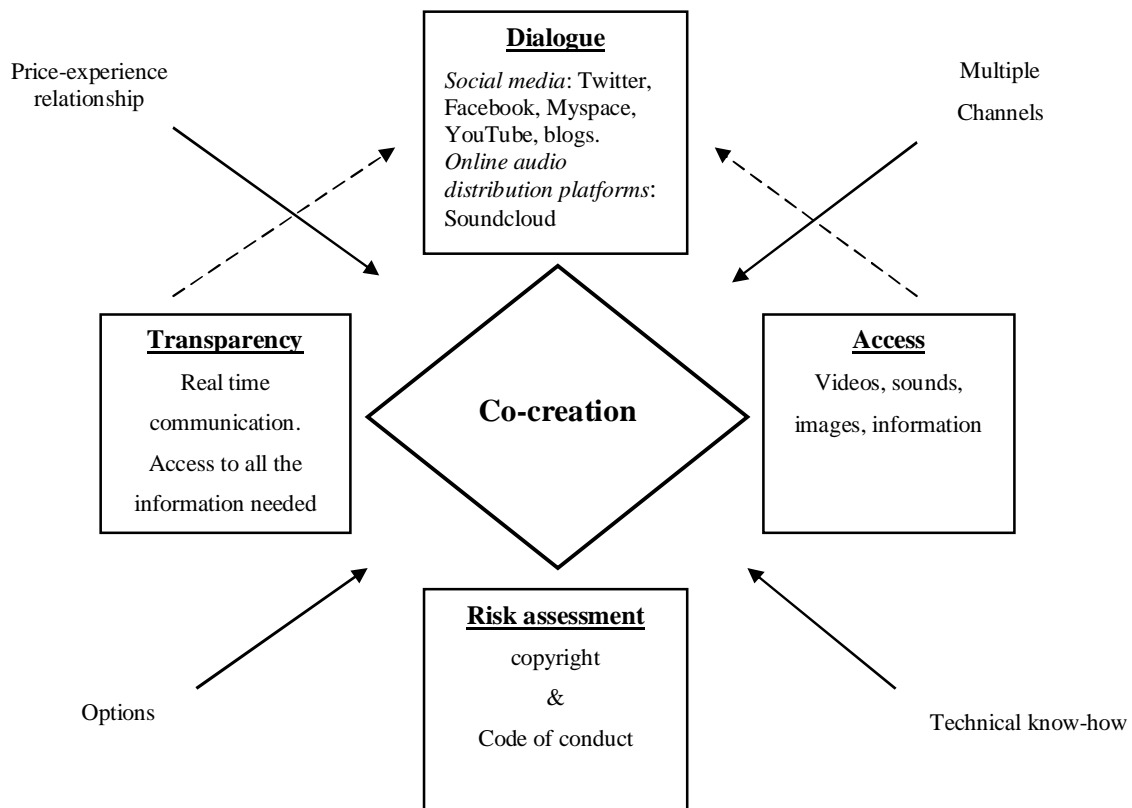 Dialogue
Social media: Twitter,
Facebook, Myspace,
YouTube, blogs.
Online audio
distribution platforms:
Soundcloud
Price-experience
relationship
Multiple
Channels
Transparency
Real time
communication.
Access to all the
information needed
Co-creation
Access
Videos, sounds,
images, information
Risk assessment
copyright
&
Code of conduct
Options
Technical know-how